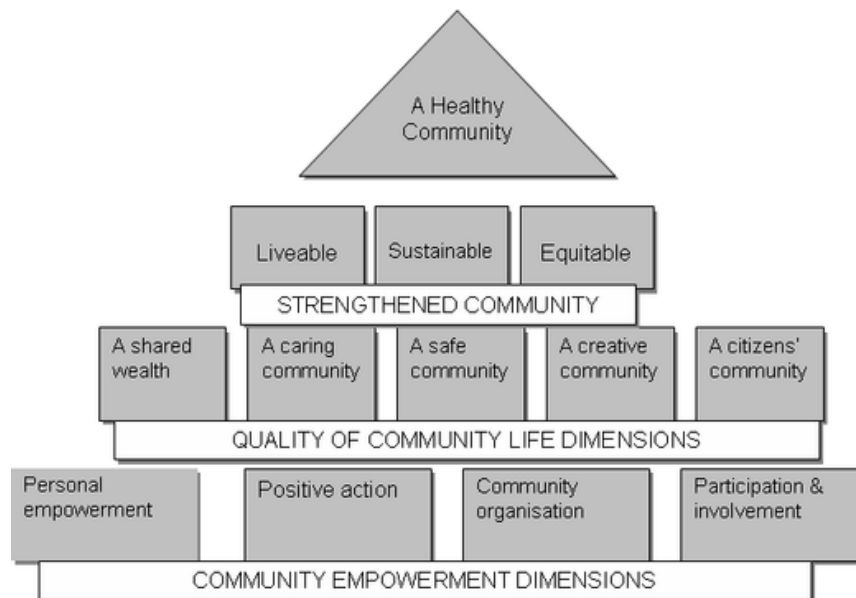 A Healthy
Community
Liveable
Sustainable
Equitable
STRENGTHENED COMMUNITY
A shared
wealth
A caring
community
A safe
community
A creative
community
A citizens'
community
QUALITY OF COMMUNITY LIFE DIMENSIONS
Personal
empowerment
Positive action
Community
organisation
Participation &
involvement
COMMUNITY EMPOWERMENT DIMENSIONS